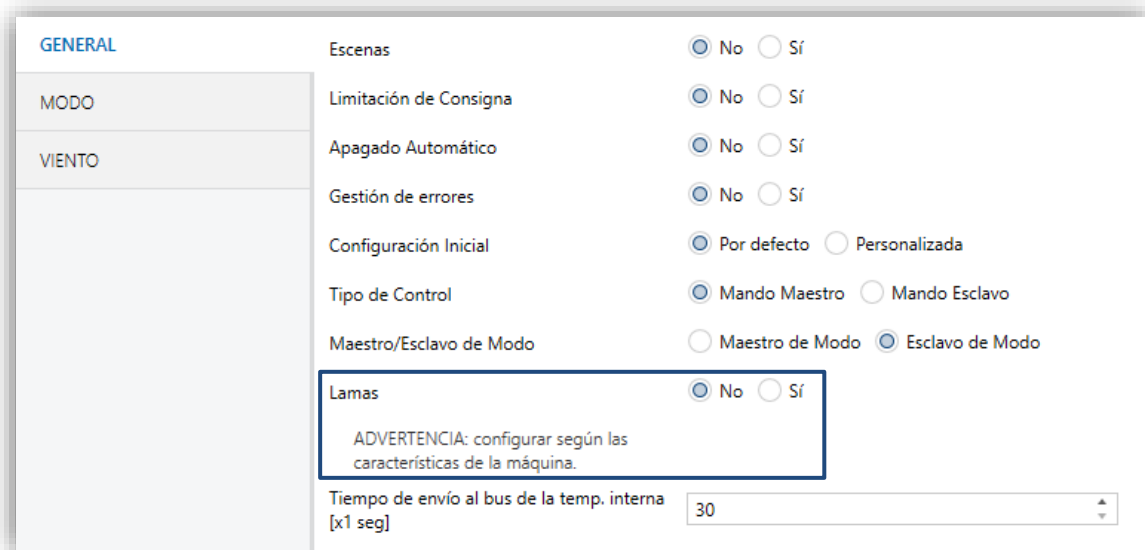 GENERAL
MODO
VIENTO
Escenas No Sí
Limitación de Consigna No Sí
Apagado Automático No Sí
Gestión de errores No Sí
Configuración Inicial Por defecto Personalizada
Tipo de Control Mando Maestro Mando Esclavo
Maestro/Esclavo de Modo Maestro de Modo Esclavo de Modo
Lamas No Sí
ADVERTENCIA: configurar según las
características de la máquina.
Tiempo de envío al bus de la temp. interna
[x1 seg] 30